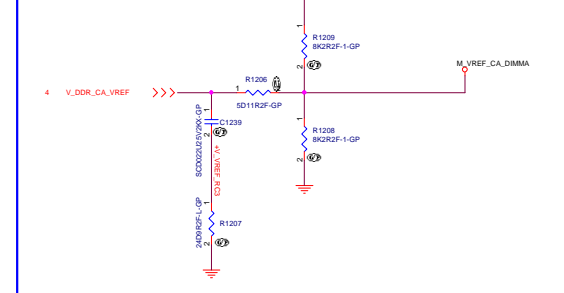 1
R1209
8K2R2F-1-GP
2
M_VREF_CA_DIMMA
R1206
1
2
4 V_DDR_CA_VREF
5D11R2F-GP
1
C1239
2
SCD022U25V2KX-GP
1
R1208
8K2R2F-1-GP
2
+V_VREF_RC3
1
R1207
2
24D9R2F-L-GP